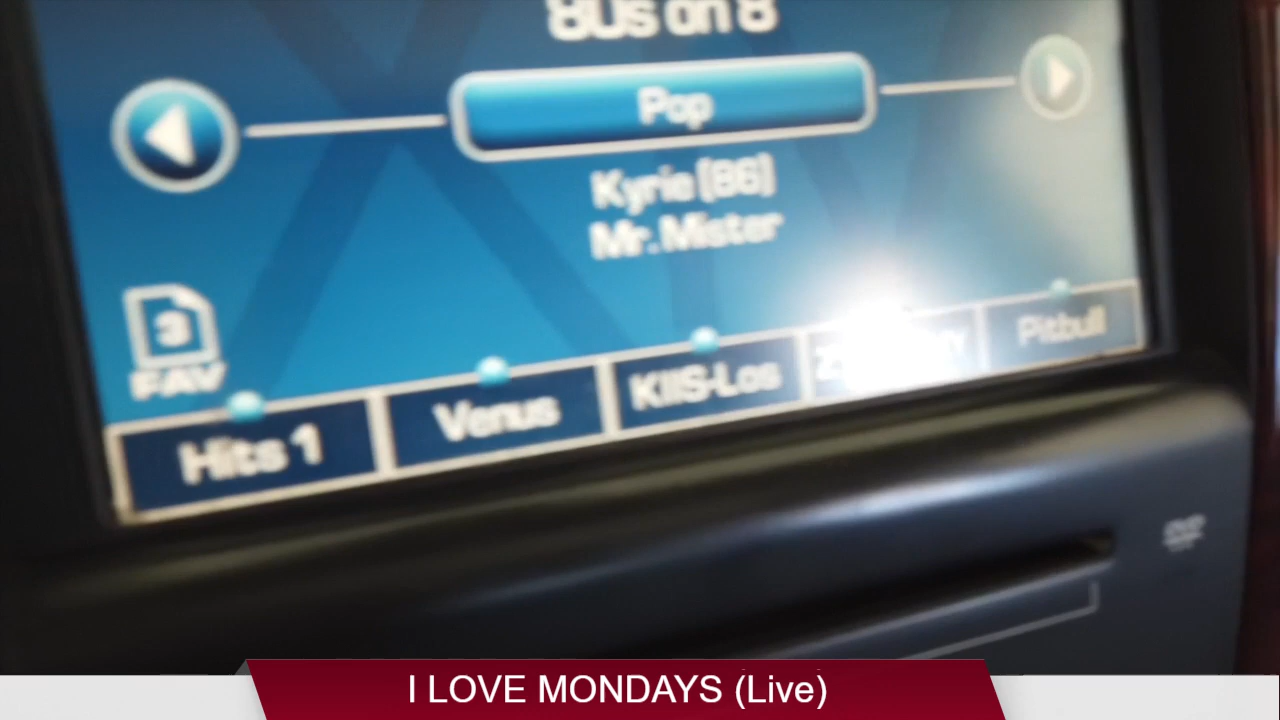 80s on 8
Pop
Kyrie (86)
Mr. Mister
3
FAV
Hits 1
Venus
KIIS-Los
Pitbull
I LOVE MONDAYS (Live)